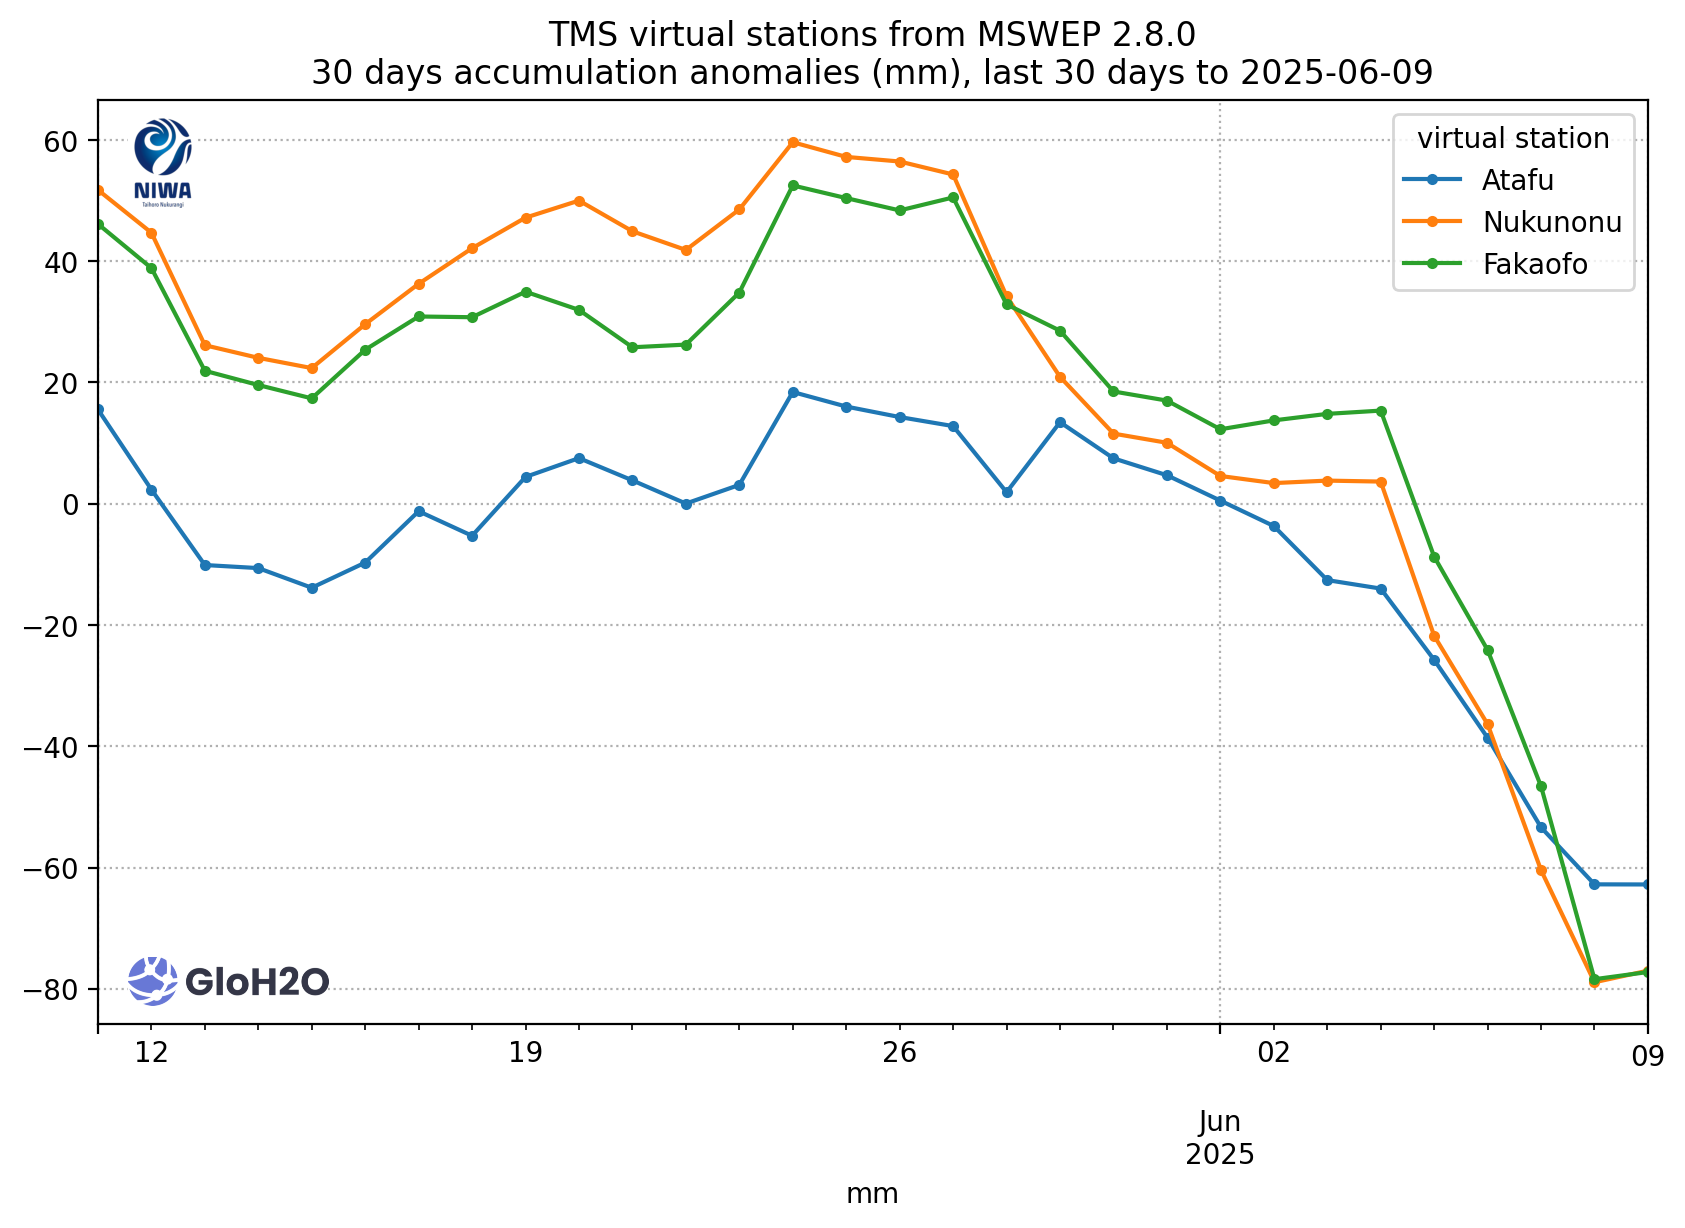 TMS virtual stations from MSWEP 2.8.0
30 days accumulation anomalies (mm), last 30 days to 2025-06-09
NIWA
Taihoro Nukurangi
virtual station
Atafu
Nukunonu
Fakaofo
60
40
20
0
−20
−40
−60
−80
GloH2O
12
19
26
02
09
Jun
2025
mm